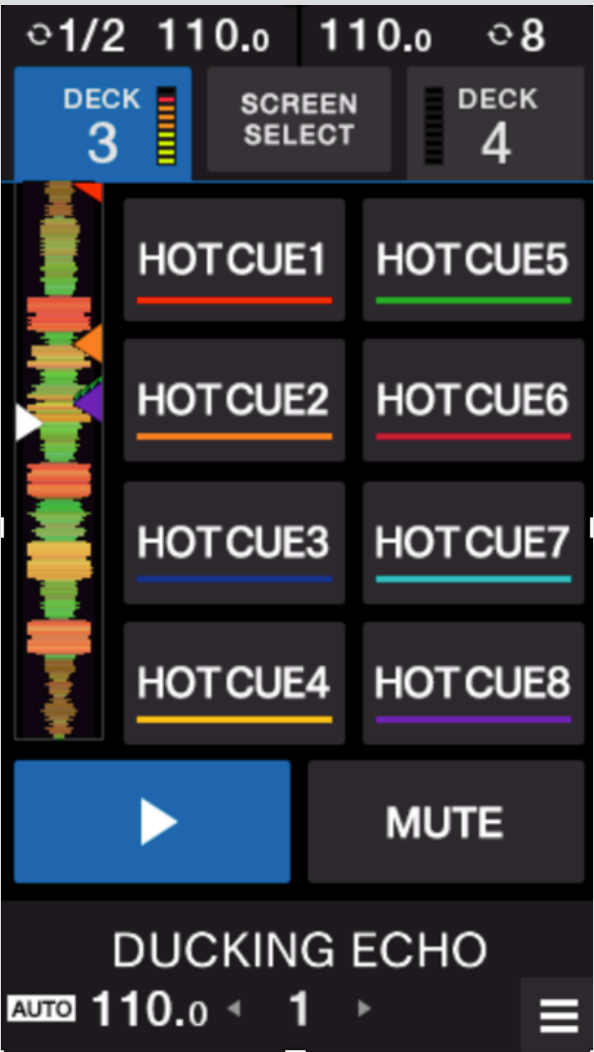 1/2 110.0 110.0 8
DECK 3
SCREEN SELECT
DECK 4
HOT CUE1 HOT CUE5
HOT CUE2 HOT CUE6
HOT CUE3 HOT CUE7
HOT CUE4 HOT CUE8
MUTE
DUCKING ECHO
AUTO 110.0 1